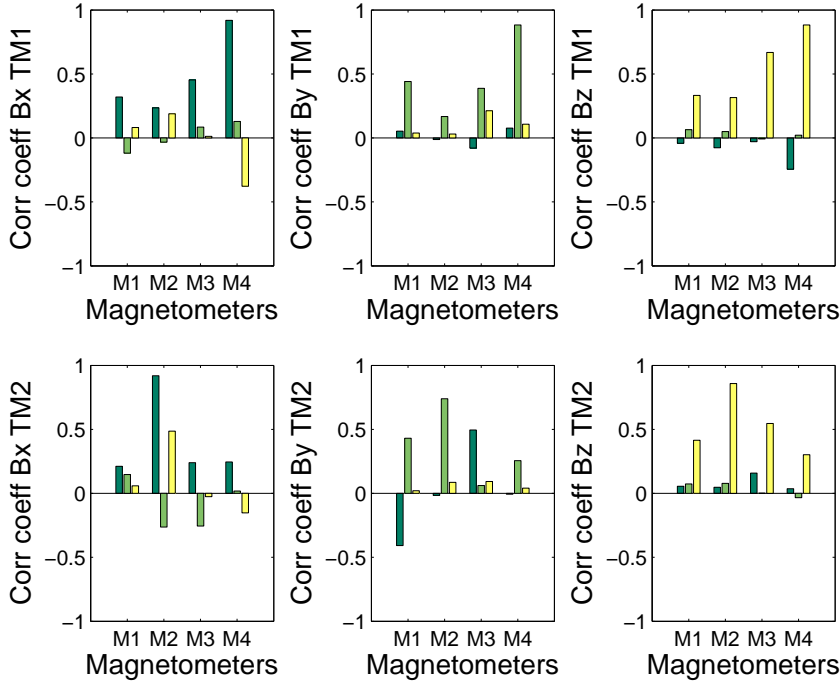 Corr coeff Bx TM1
1
0.5
0
−0.5
−1
M1 M2 M3 M4
Magnetometers
Corr coeff By TM1
1
0.5
0
−0.5
−1
M1 M2 M3 M4
Magnetometers
Corr coeff Bz TM1
1
0.5
0
−0.5
−1
M1 M2 M3 M4
Magnetometers
Corr coeff Bx TM2
1
0.5
0
−0.5
−1
M1 M2 M3 M4
Magnetometers
Corr coeff By TM2
1
0.5
0
−0.5
−1
M1 M2 M3 M4
Magnetometers
Corr coeff Bz TM2
1
0.5
0
−0.5
−1
M1 M2 M3 M4
Magnetometers